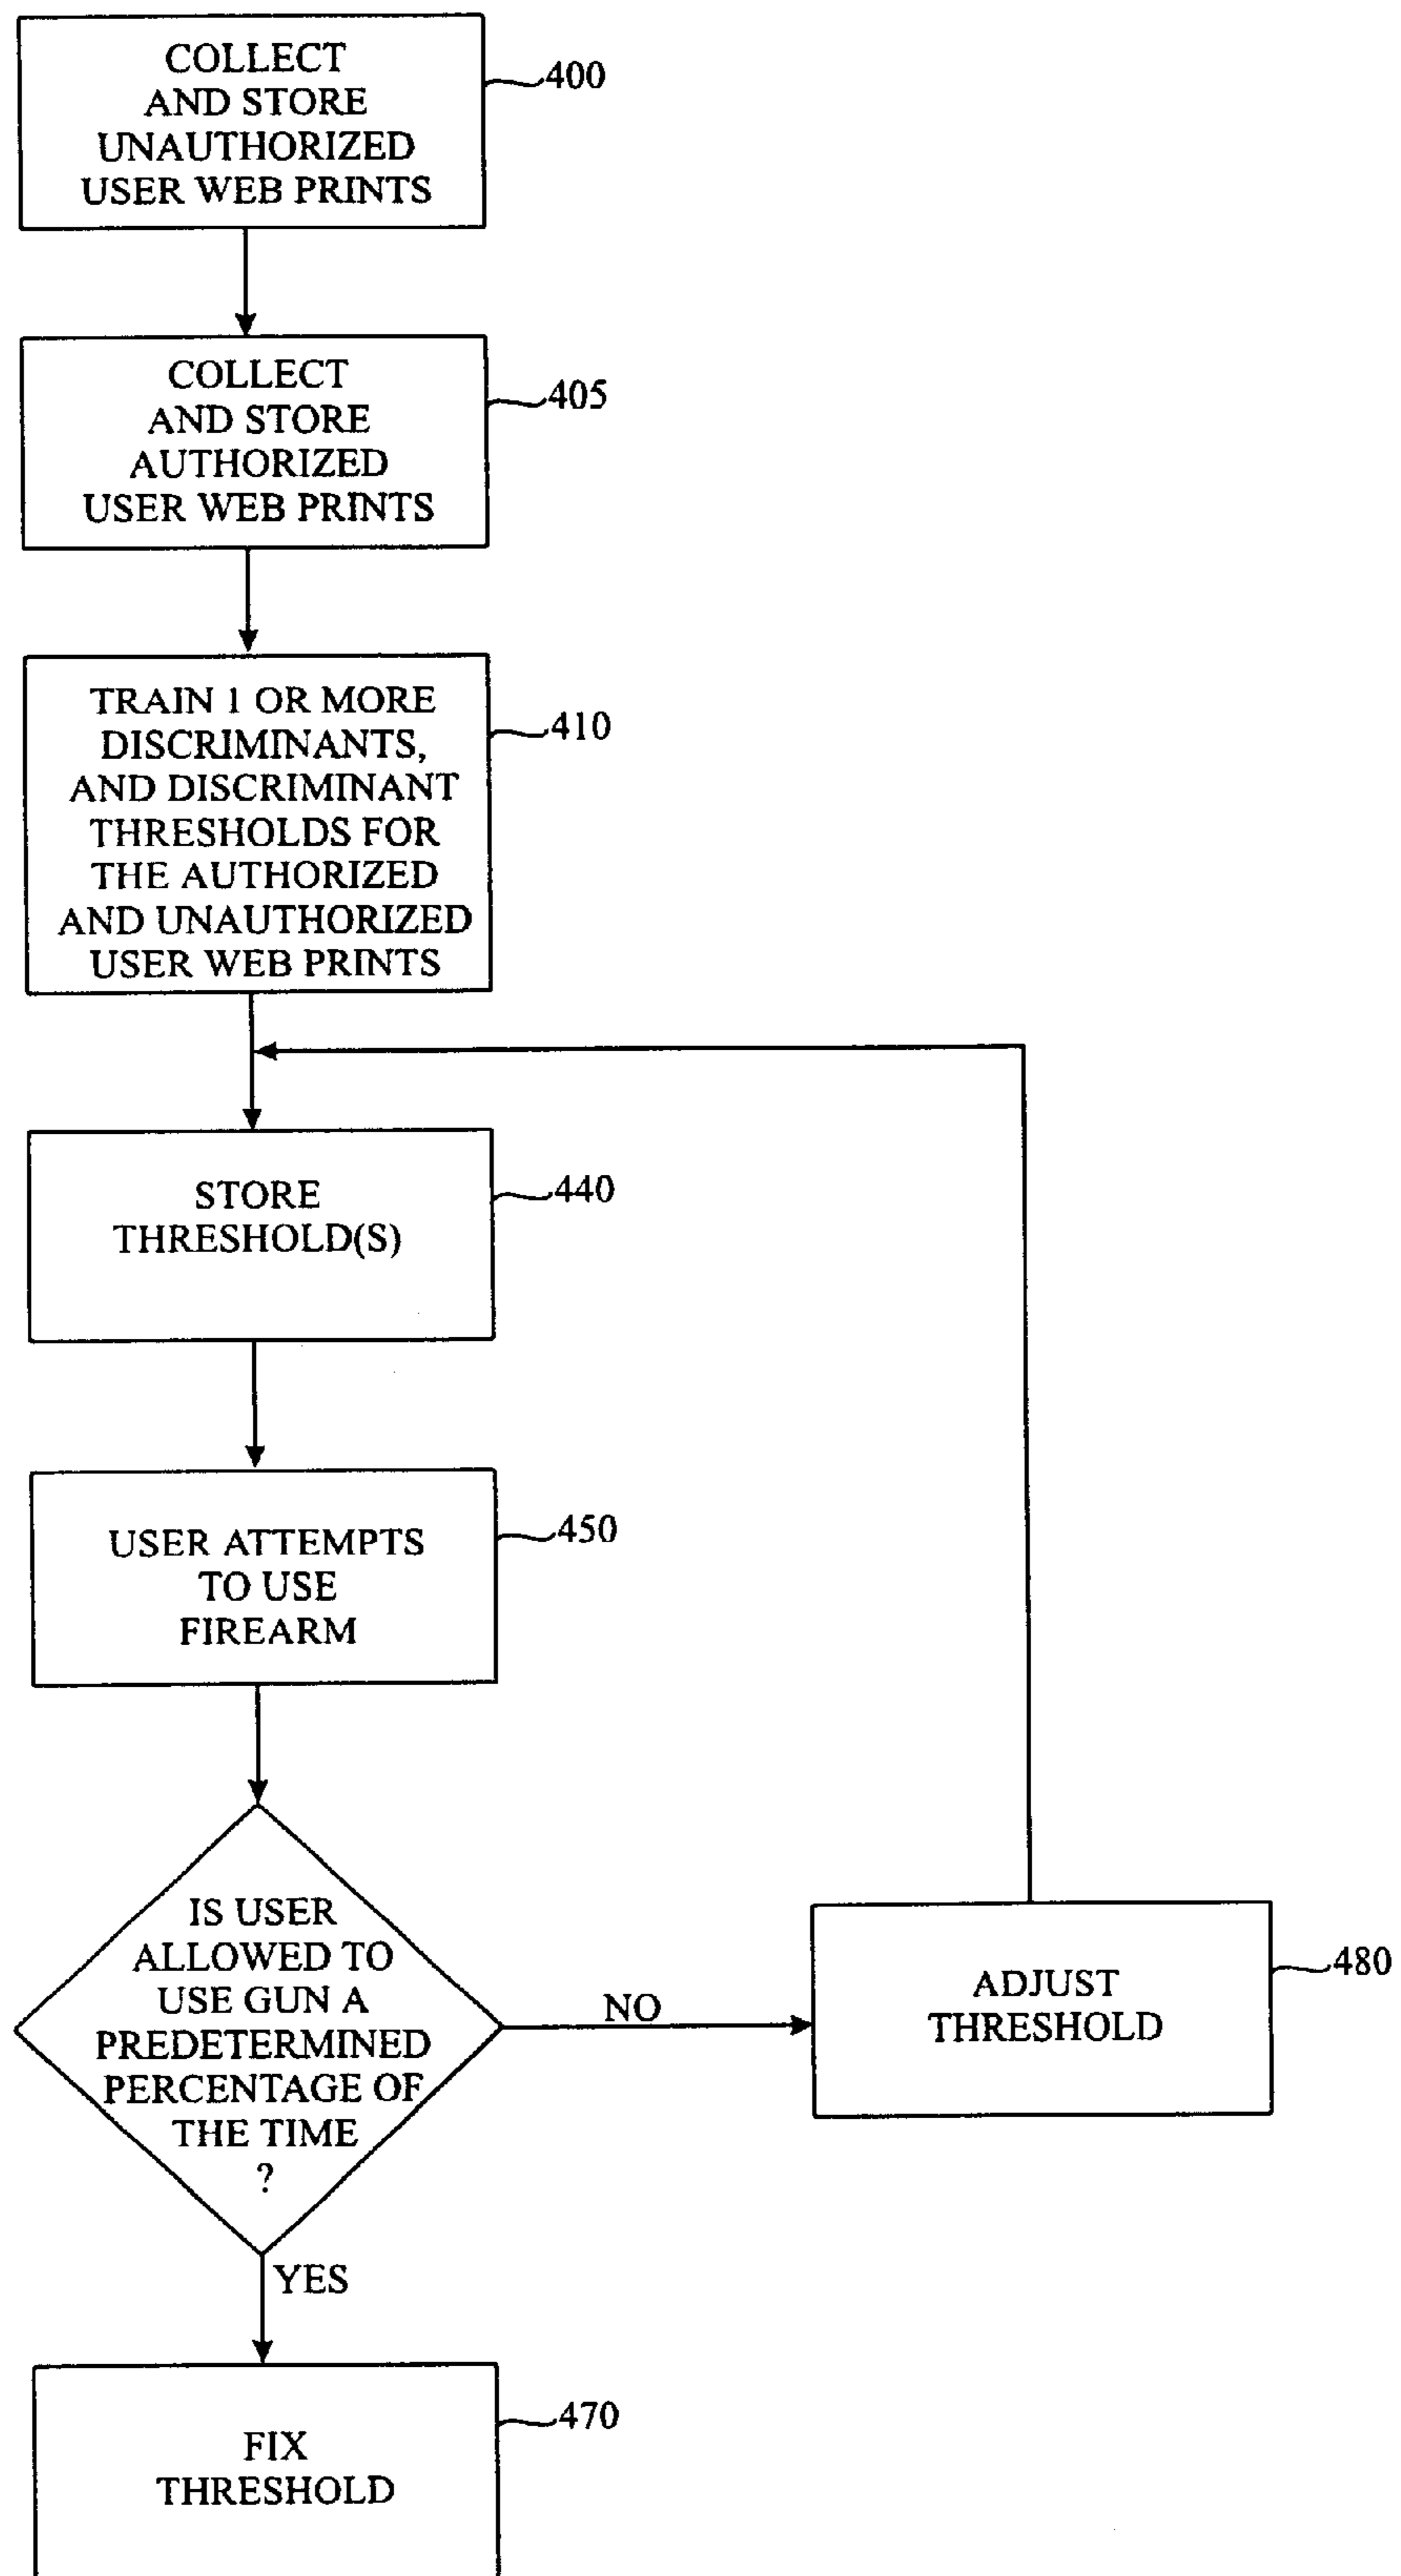 COLLECT
AND STORE
UNAUTHORIZED
USER WEB PRINTS
400
COLLECT
AND STORE
AUTHORIZED
USER WEB PRINTS
405
TRAIN 1 OR MORE
DISCRIMINANTS,
AND DISCRIMINANT
THRESHOLDS FOR
THE AUTHORIZED
AND UNAUTHORIZED
USER WEB PRINTS
410
STORE
THRESHOLD(S)
440
USER ATTEMPTS
TO USE
FIREARM
450
IS USER
ALLOWED TO
USE GUN A
PREDETERMINED
PERCENTAGE OF
THE TIME
?
NO
ADJUST
THRESHOLD
480
YES
FIX
THRESHOLD
470